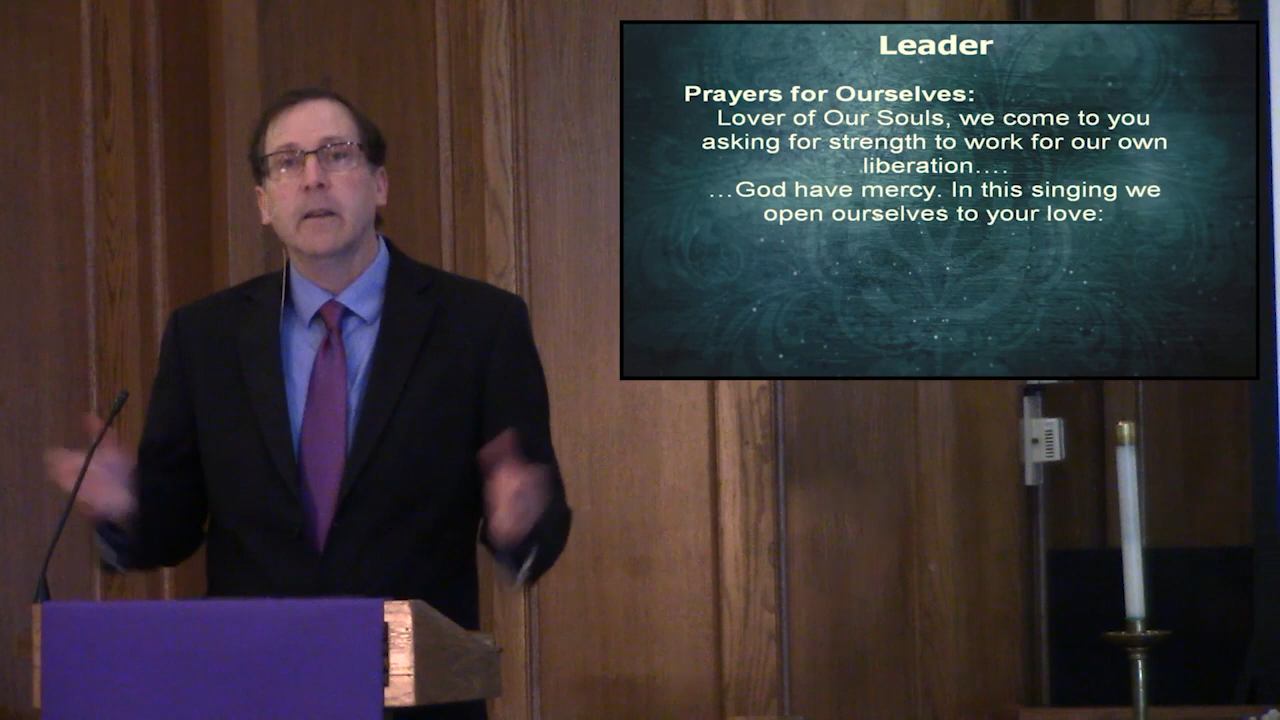 Leader
Prayers for Ourselves:
Lover of Our Souls, we come to you
asking for strength to work for our own
liberation....
...God have mercy. In this singing we
open ourselves to your love: